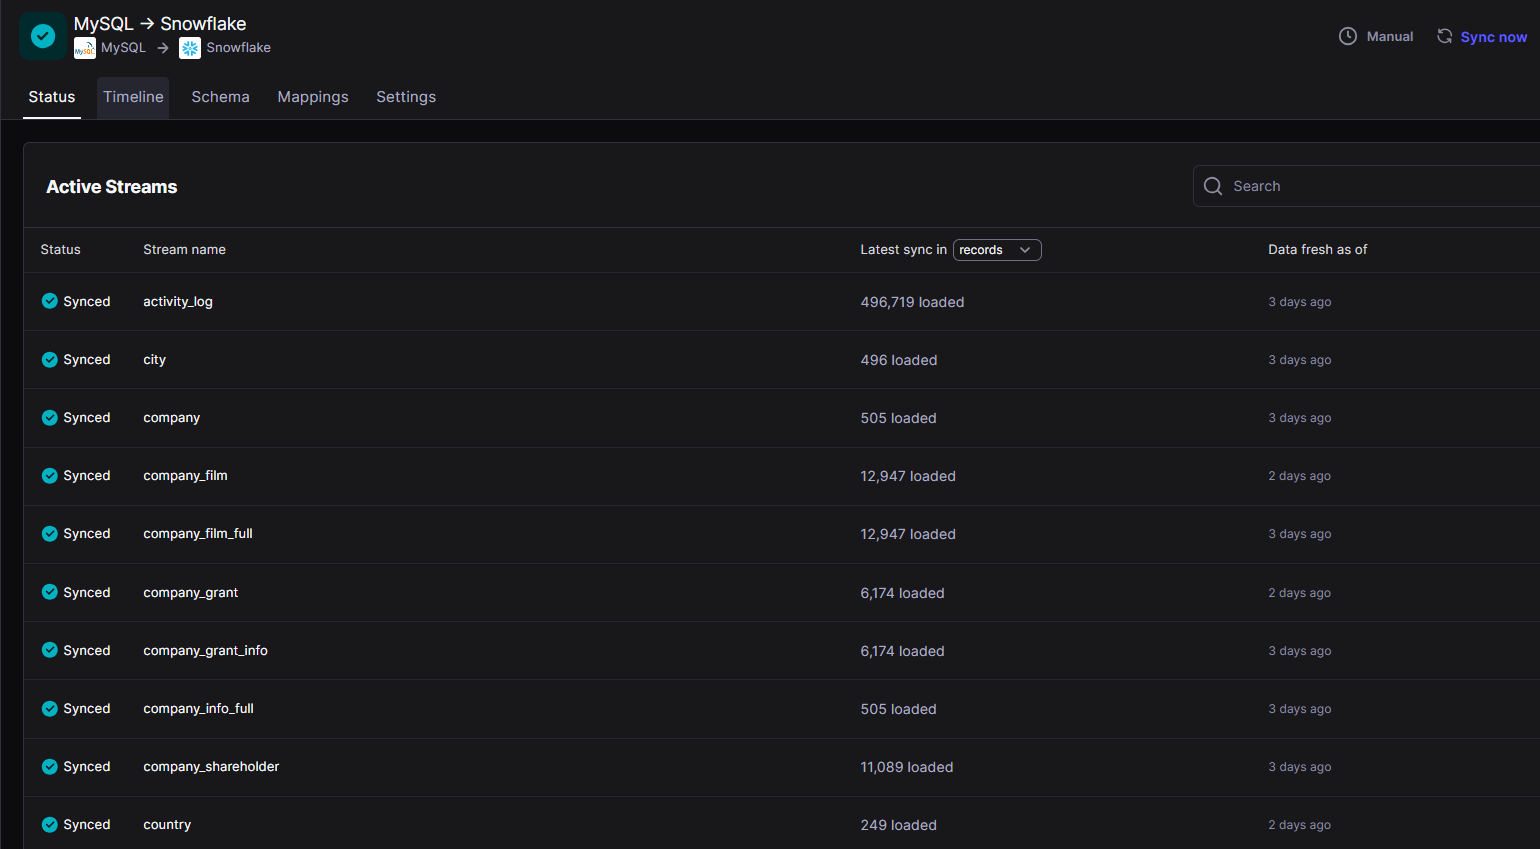 MySQL → Snowflake
MySQL MySQL → Snowflake
Manual
Sync now
Status Timeline Schema Mappings Settings
Active Streams
Search
Status Stream name Latest sync in records Data fresh as of
Synced activity_log 496,719 loaded 3 days ago
Synced city 496 loaded 3 days ago
Synced company 505 loaded 3 days ago
Synced company_film 12,947 loaded 2 days ago
Synced company_film_full 12,947 loaded 3 days ago
Synced company_grant 6,174 loaded 2 days ago
Synced company_grant_info 6,174 loaded 3 days ago
Synced company_info_full 505 loaded 3 days ago
Synced company_shareholder 11,089 loaded 3 days ago
Synced country 249 loaded 2 days ago